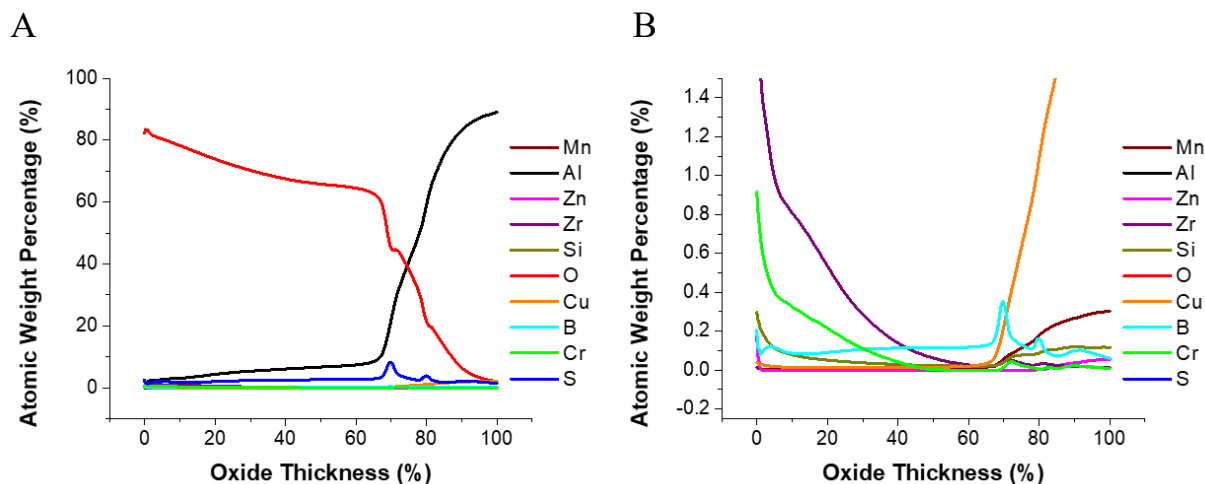 A
Atomic Weight Percentage (%)
100
80
60
40
20
0
0 20 40 60 80 100
Oxide Thickness (%)
Mn
Al
Zn
Zr
Si
O
Cu
B
Cr
S
B
Atomic Weight Percentage (%)
1.4
1.2
1.0
0.8
0.6
0.4
0.2
0.0
-0.2
0 20 40 60 80 100
Oxide Thickness (%)
Mn
Al
Zn
Zr
Si
O
Cu
B
Cr
S